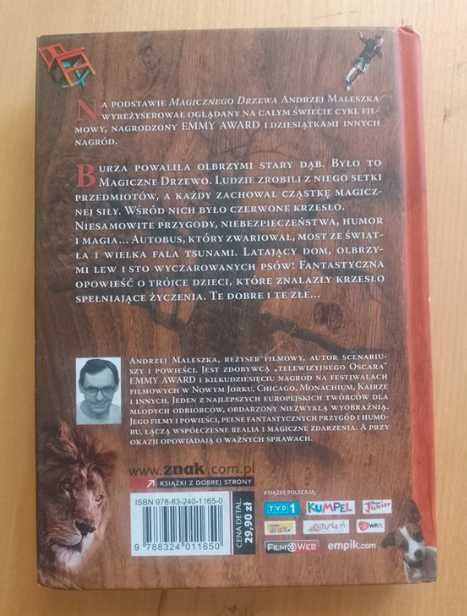 Na podstawie Magicznego Drzewa Andrzej Maleszka
wyreżyserował oglądany na całym świecie cykl fil-
mowy, nagrodzony EMMY AWARD i dziesiątkami innych
nagród.
Burza powaliła olbrzymi stary dąb. Było to
Magiczne Drzewo. Ludzie zrobili z niego setki
przedmiotów, a każdy zachował cząstkę magicz-
nej siły. Wśród nich było czerwone krzesło.
Niesamowite przygody, niebezpieczeństwa, humor
i magia... Autobus, który zwariował, most ze świat-
ła i wielka fala tsunami. Latający dom, olbrzy-
mi lew i sto wyczarowanych psów! Fantastyczna
opowieść o trójce dzieci, które znalazły krzesło
spełniające życzenia. Te dobre i te złe...
Andrzej Maleszka, reżyser filmowy, autor scenariu-
szy i powieści. Jest zdobywcą „telewizyjnego Oscara"
EMMY AWARD i kilkudziesięciu nagród na festiwalach
filmowych w Nowym Jorku, Chicago, Monachium, Kairze
i innych. Jeden z najlepszych europejskich twórców dla
młodych odbiorców, obdarzony niezwykłą wyobraźnią.
Jego filmy i powieści, pełne fantastycznych przygód i humo-
ru, łączą współczesne realia i magiczne zdarzenia. A przy
okazji opowiadają o ważnych sprawach.
www.znak.com.pl
KSIĄŻKI Z DOBREJ STRONY
ISBN 978-83-240-1165-0
9 788324 011650
CENA DETAL.
29,90 zł
KSIĄŻKĘ POLECAJĄ:
TVP1
KUMPEL
FILMWEB
empik.com